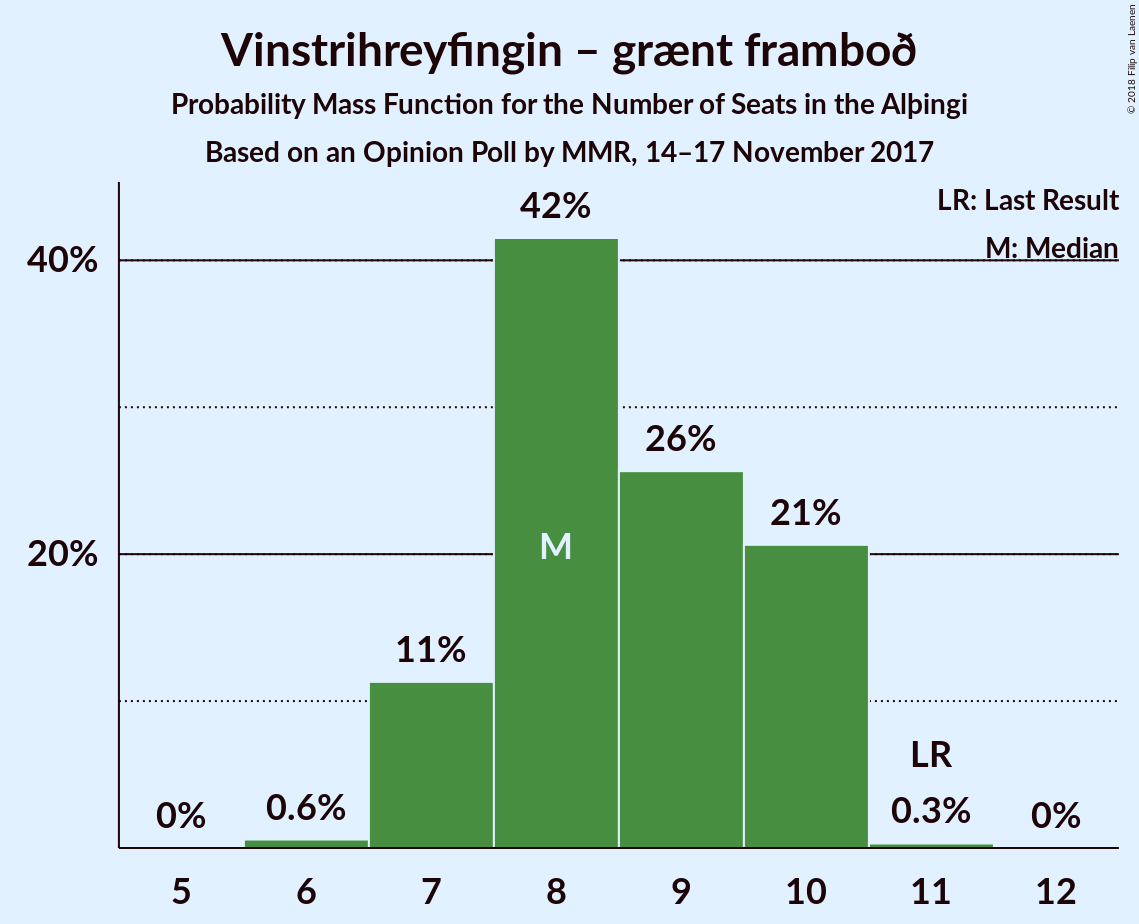 Vinstrihreyfingin – grænt framboð
Probability Mass Function for the Number of Seats in the Alþingi
Based on an Opinion Poll by MMR, 14–17 November 2017
© 2018 Filip van Laenen
LR: Last Result
M: Median
42%
40%
26%
21%
M
20%
11%
LR
0%
0.6%
0.3%
0%
5 6 7 8 9 10 11 12